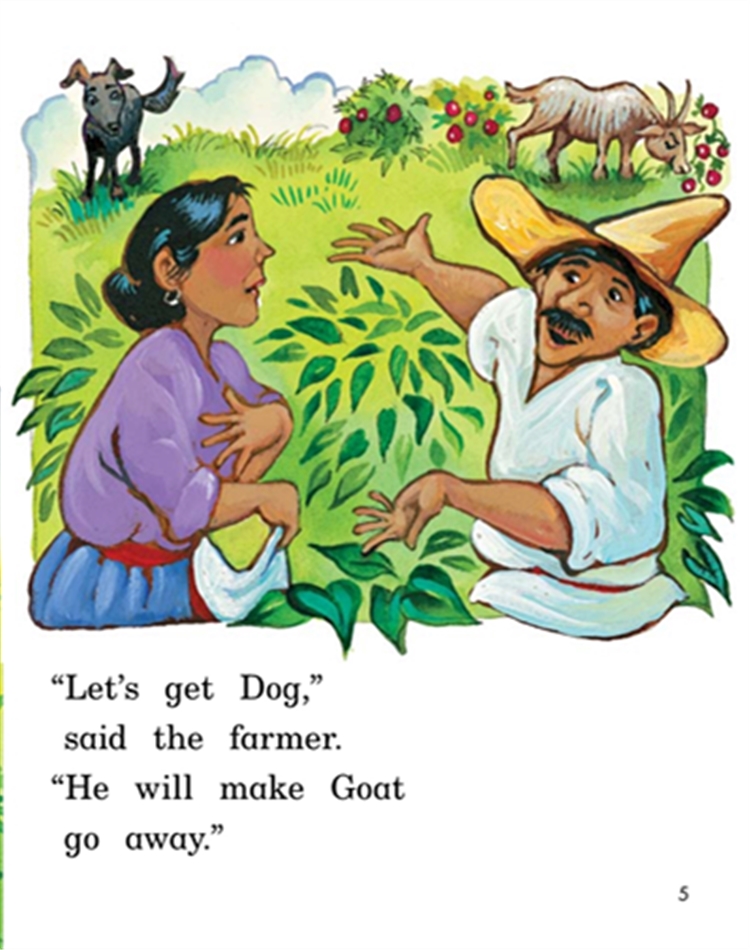 “Let’s get Dog,”
said the farmer.
“He will make Goat
go away.”
5